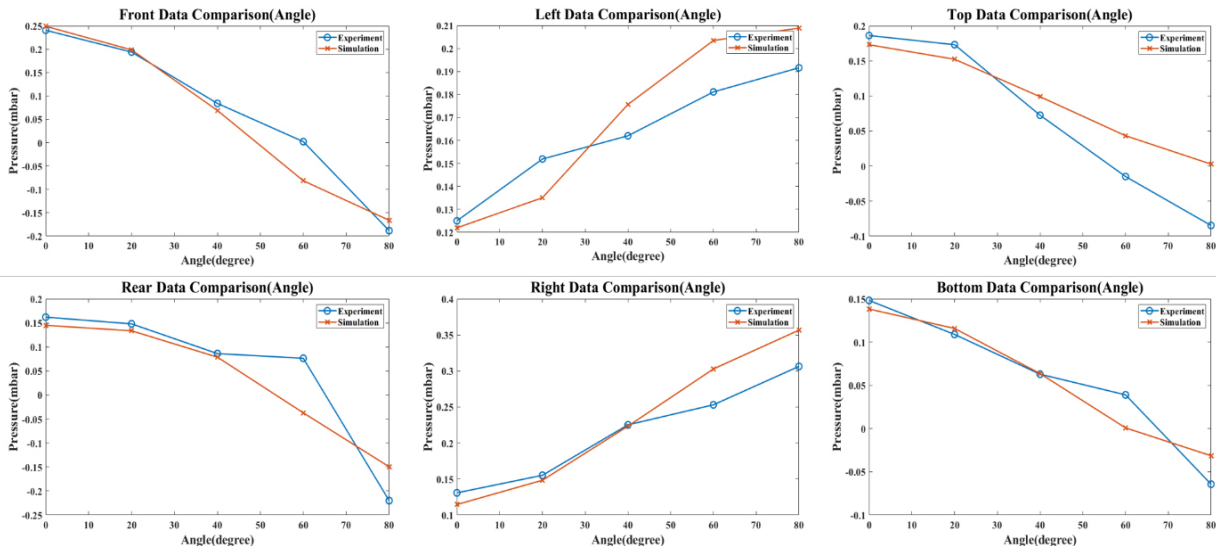 Front Data Comparison(Angle)
Experiment
Simulation
Pressure(mbar)
0.25
0.2
0.15
0.1
0.05
0
-0.05
-0.1
-0.15
-0.2
0 10 20 30 40 50 60 70 80
Angle(degree)
Left Data Comparison(Angle)
Experiment
Simulation
Pressure(mbar)
0.21
0.2
0.19
0.18
0.17
0.16
0.15
0.14
0.13
0.12
0 10 20 30 40 50 60 70 80
Angle(degree)
Top Data Comparison(Angle)
Experiment
Simulation
Pressure(mbar)
0.2
0.15
0.1
0.05
0
-0.05
-0.1
0 10 20 30 40 50 60 70 80
Angle(degree)
Rear Data Comparison(Angle)
Experiment
Simulation
Pressure(mbar)
0.2
0.15
0.1
0.05
0
-0.05
-0.1
-0.15
-0.2
-0.25
0 10 20 30 40 50 60 70 80
Angle(degree)
Right Data Comparison(Angle)
Experiment
Simulation
Pressure(mbar)
0.4
0.35
0.3
0.25
0.2
0.15
0.1
0 10 20 30 40 50 60 70 80
Angle(degree)
Bottom Data Comparison(Angle)
Experiment
Simulation
Pressure(mbar)
0.15
0.1
0.05
0
-0.05
-0.1
0 10 20 30 40 50 60 70 80
Angle(degree)